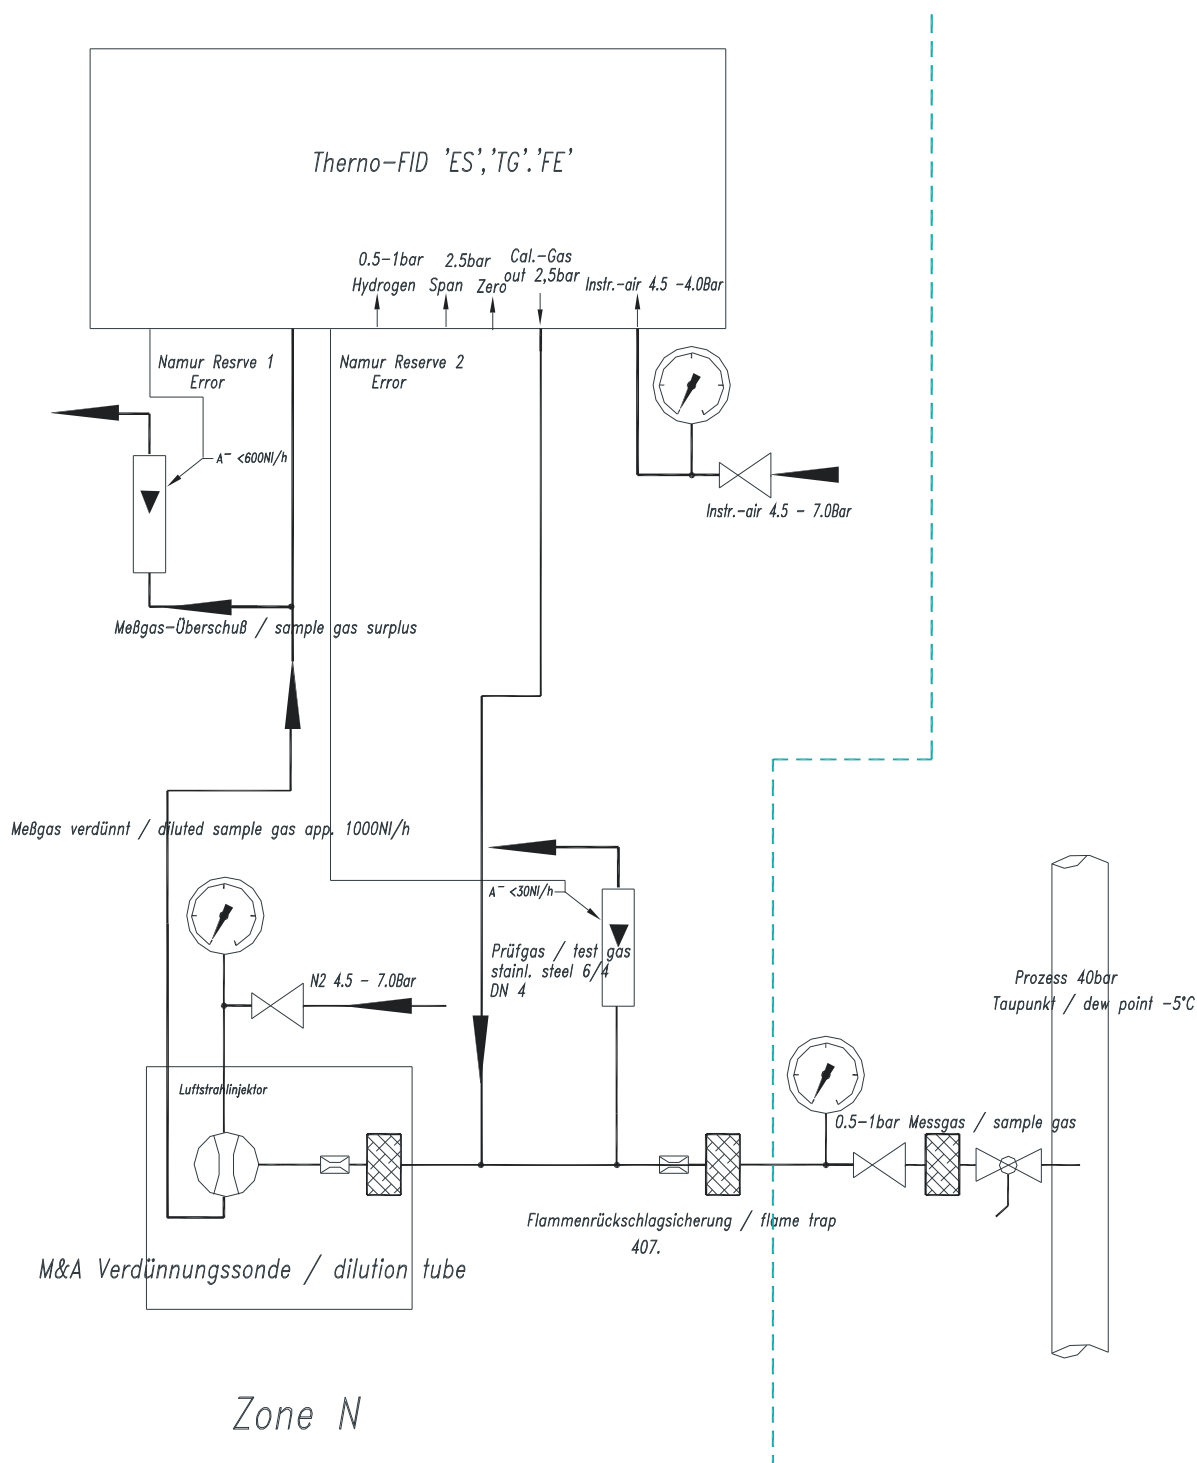 Therno-FID 'ES','TG'.'FE'
0.5-1bar
Hydrogen
2.5bar
Span
Zero
Cal.-Gas
out 2,5bar
Instr.-air 4.5 -4.0Bar
Namur Resrve 1
Error
Namur Reserve 2
Error
A- <600Nl/h
Instr.-air 4.5 - 7.0Bar
Meßgas-Überschuß / sample gas surplus
Meßgas verdünnt / diluted sample gas app. 1000Nl/h
A- <30Nl/h
Prüfgas / test gas
stainl. steel 6/4
DN 4
N2 4.5 - 7.0Bar
Prozess 40bar
Taupunkt / dew point -5°C
Luftstrahlinjektor
0.5-1bar Messgas / sample gas
Flammenrückschlagsicherung / flame trap
407.
M&A Verdünnungssonde / dilution tube
Zone N